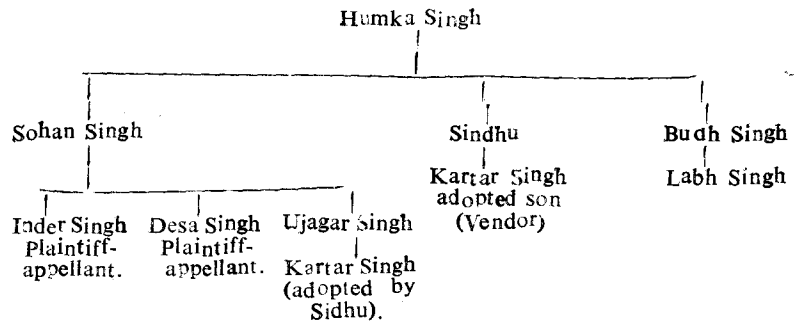 Humka Singh
Sohan Singh Sindhu Budh Singh
Kartar Singh Labh Singh
adopted son
(Vendor)
Inder Singh Desa Singh Ujagar Singh
Plaintiff- Plaintiff-
appellant. appellant. Kartar Singh
(adopted by
Sidhu).